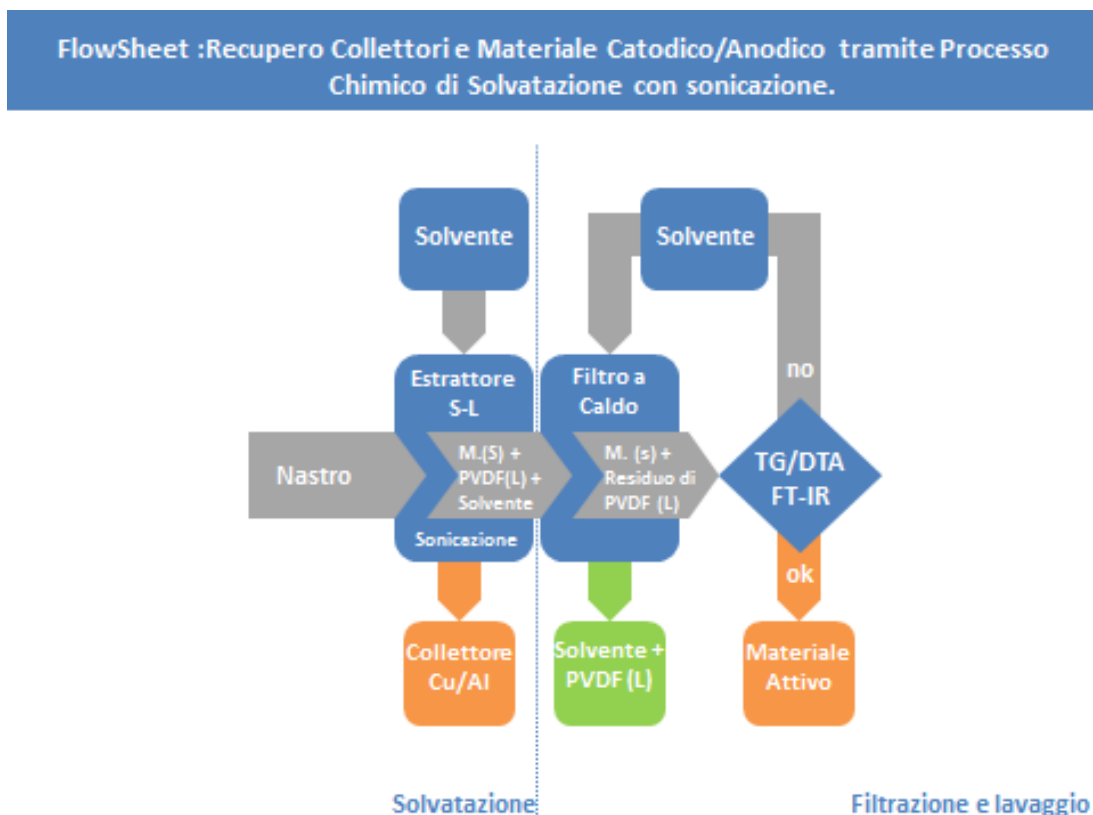 FlowSheet :Recupero Collettori e Materiale Catodico/Anodico tramite Processo
Chimico di Solvatazione con sonicazione.
Solvente
Solvente
Estrattore
S-L
Filtro a
Caldo
no
Nastro
M.(S) +
PVDF(L) +
Solvente
M. (s) +
Residuo di
PVDF (L)
TG/DTA
FT-IR
Sonicazione
ok
Collettore
Cu/Al
Solvente +
PVDF (L)
Materiale
Attivo
Solvatazione
Filtrazione e lavaggio